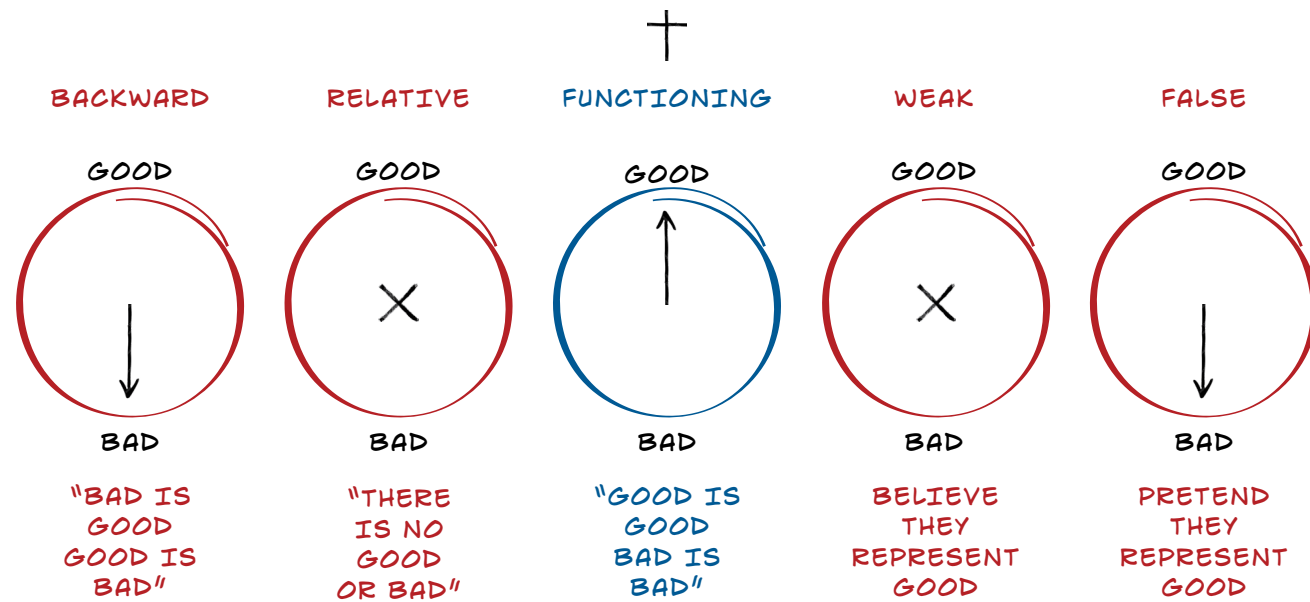 BACKWARD
RELATIVE
FUNCTIONING
WEAK
FALSE
GOOD
GOOD
GOOD
GOOD
GOOD
BAD
BAD
BAD
BAD
BAD
"BAD IS
GOOD
GOOD IS
BAD"
"THERE
IS NO
GOOD
OR BAD"
"GOOD IS
GOOD
BAD IS
BAD"
BELIEVE
THEY
REPRESENT
GOOD
PRETEND
THEY
REPRESENT
GOOD